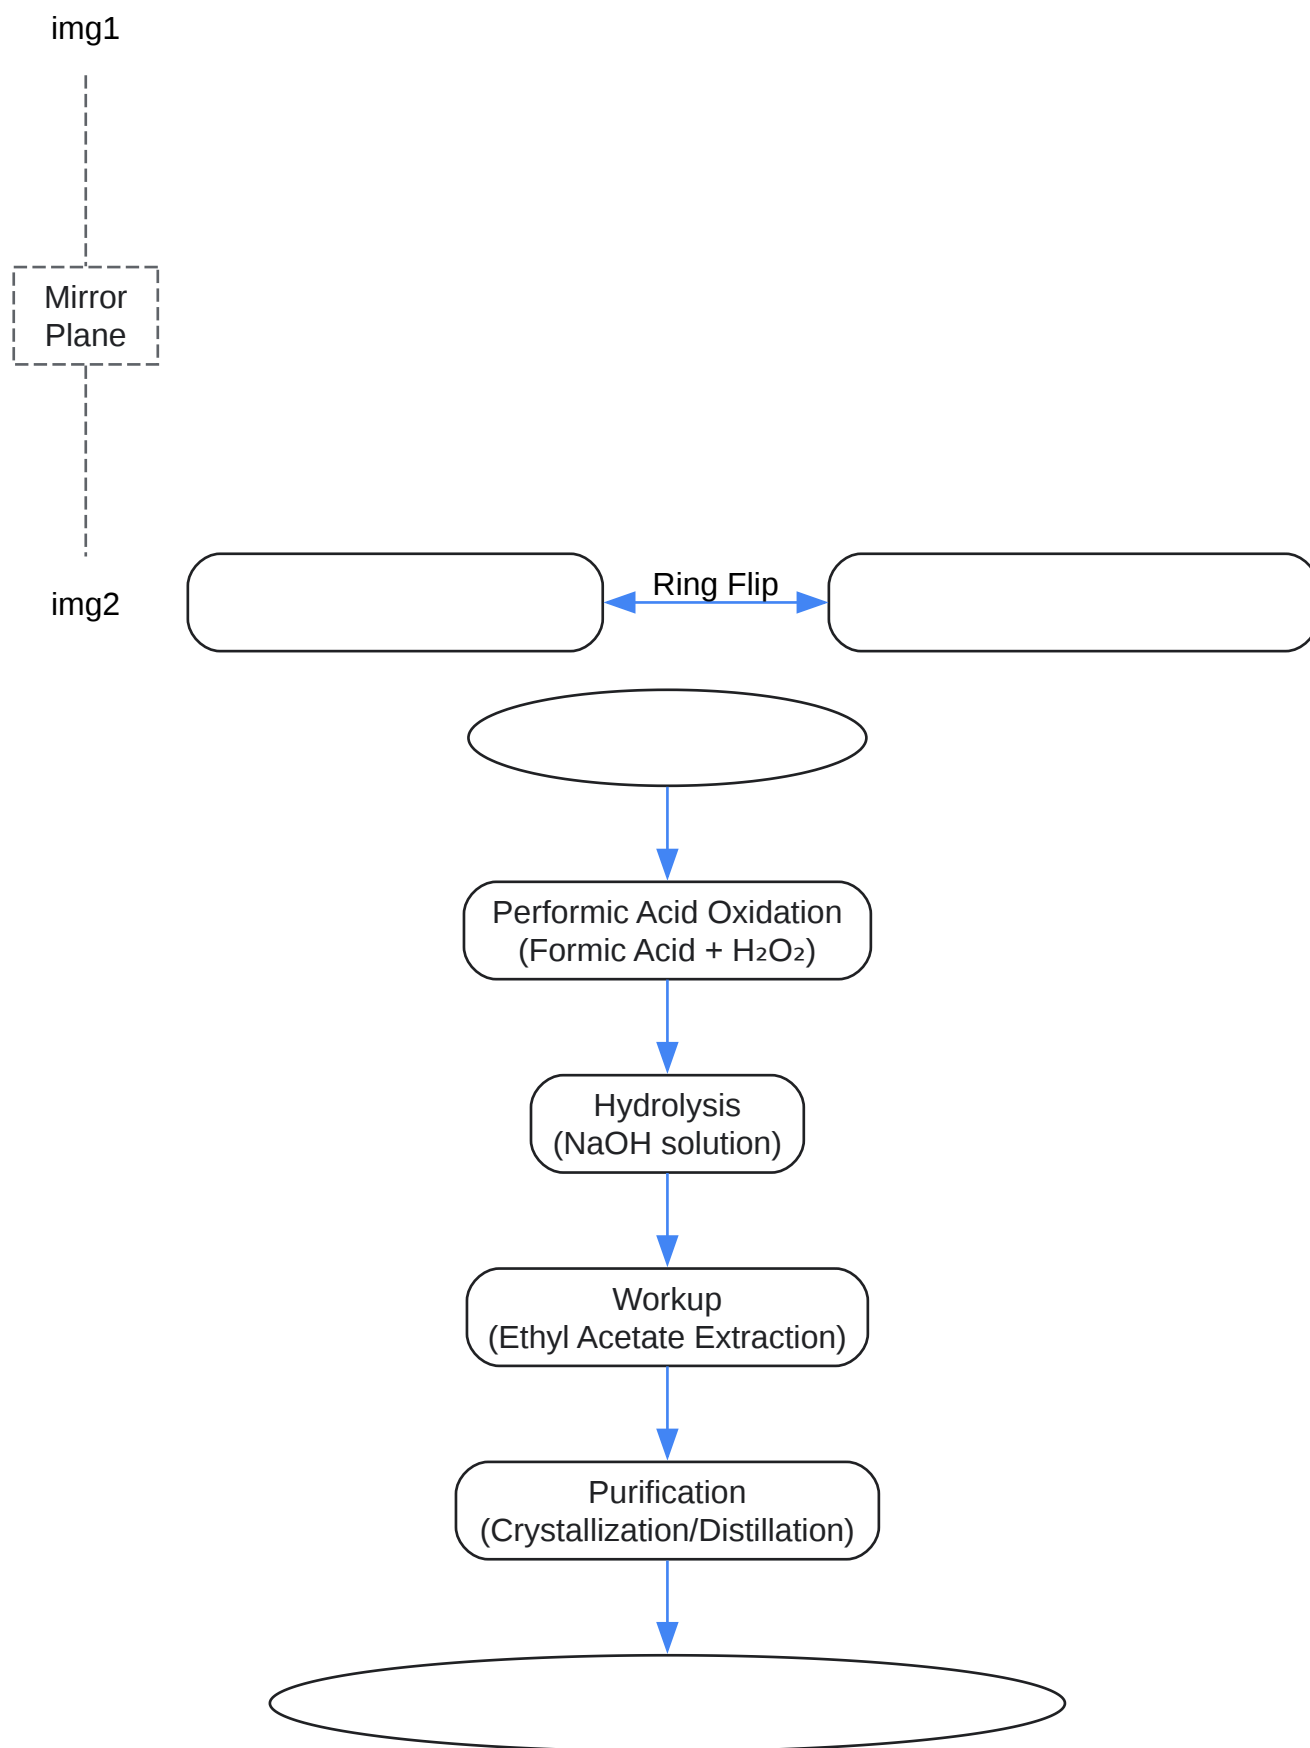 img1
Mirror
Plane
img2
Ring Flip
Performic Acid Oxidation
(Formic Acid + H₂O₂)
Hydrolysis
(NaOH solution)
Workup
(Ethyl Acetate Extraction)
Purification
(Crystallization/Distillation)